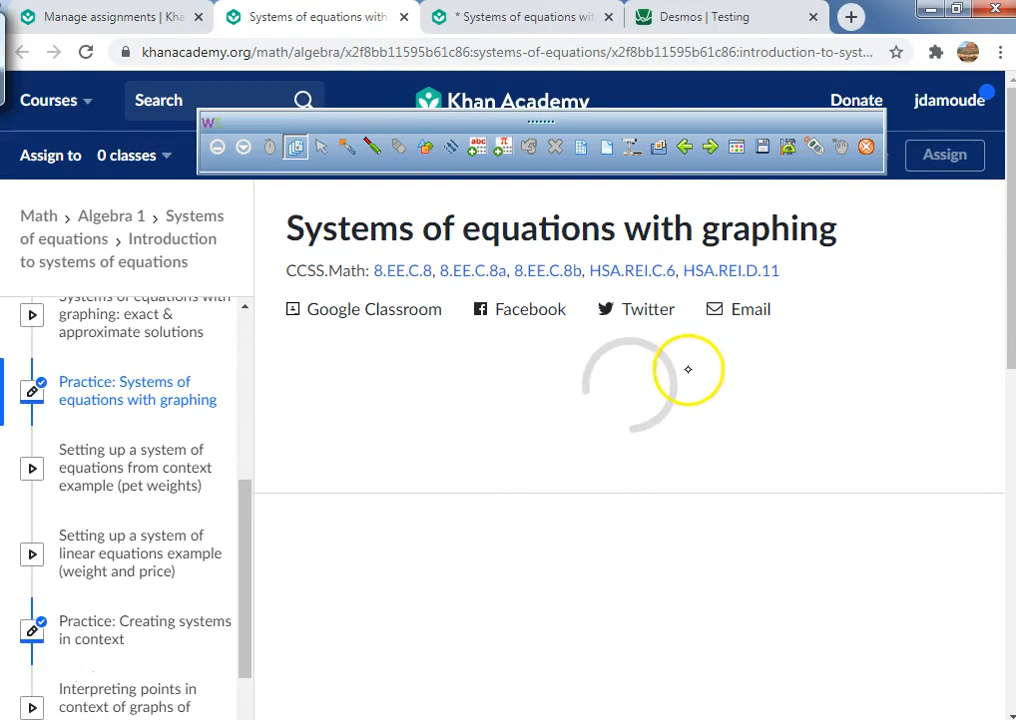 Manage assignments | Kha
Systems of equations with
* Systems of equations wi
Desmos | Testing
khanacademy.org/math/algebra/x2f8bb11595b61c86:systems-of-equations/x2f8bb11595b61c86:introduction-to-syst...
Courses
Search
Khan Academy
Donate
jdamoude
Assign to
0 classes
Assign
Math > Algebra 1 > Systems
of equations > Introduction
to systems of equations
Systems of equations with
graphing: exact &
approximate solutions
Practice: Systems of
equations with graphing
Setting up a system of
equations from context
example (pet weights)
Setting up a system of
linear equations example
(weight and price)
Practice: Creating systems
in context
Interpreting points in
context of graphs of
Systems of equations with graphing
CCSS.Math: 8.EE.C.8, 8.EE.C.8a, 8.EE.C.8b, HSA.REI.C.6, HSA.REI.D.11
Google Classroom
Facebook
Twitter
Email